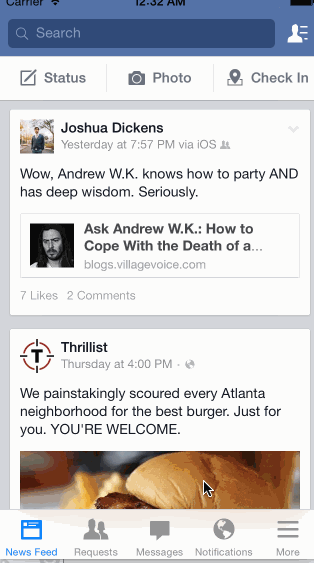 Carrier 12:32 AM
Search
Status Photo Check In
Joshua Dickens
Yesterday at 7:57 PM via iOS
Wow, Andrew W.K. knows how to party AND
has deep wisdom. Seriously.
Ask Andrew W.K.: How to
Cope With the Death of a...
blogs.villagevoice.com
7 Likes 2 Comments
T
Thrillist
Thursday at 4:00 PM ·
We painstakingly scoured every Atlanta
neighborhood for the best burger. Just for
you. YOU'RE WELCOME.
News Feed Requests Messages Notifications More